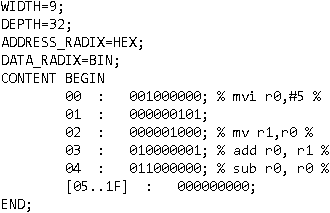 WIDTH=9;
DEPTH=32;
ADDRESS_RADIX=HEX;
DATA_RADIX=BIN;
CONTENT BEGIN
00 : 001000000; % mvi r0,#5 %
01 : 000000101;
02 : 000001000; % mv r1,r0 %
03 : 010000001; % add r0, r1 %
04 : 011000000; % sub r0, r0 %
[05..1F] : 000000000;
END;